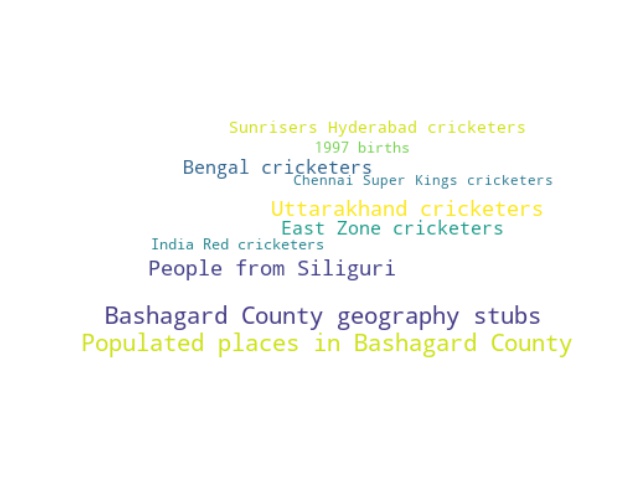 Sunrisers Hyderabad cricketers
1997 births
Bengal cricketers
Chennai Super Kings cricketers
Uttarakhand cricketers
East Zone cricketers
India Red cricketers
People from Siliguri
Bashagard County geography stubs
Populated places in Bashagard County